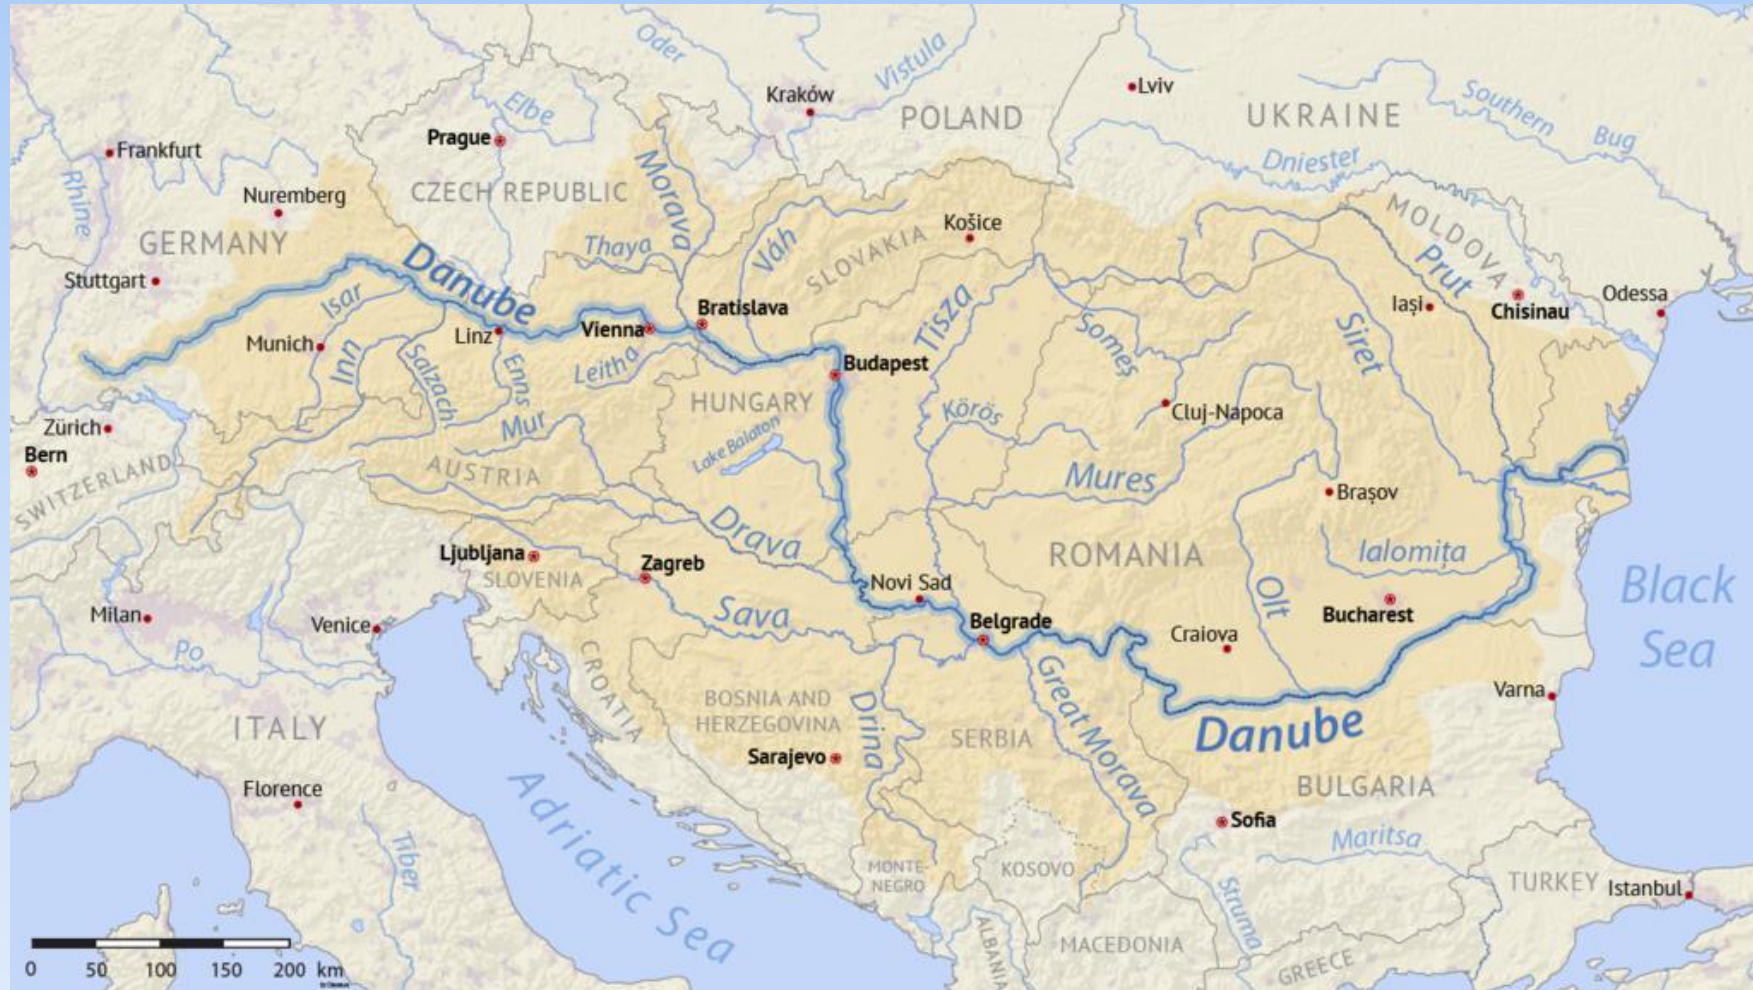 Oder
Vistula
Kraków
POLAND
Lviv
UKRAINE
Southern
Bug
Elbe
Prague
Frankfurt
Rhine
Morava
Dniester
Nuremberg
CZECH REPUBLIC
GERMANY
Thaya
Váh
SLOVAKIA
Košice
MOLDOVA
Prut
Stuttgart
Danube
Isar
Bratislava
Tisza
Iași
Chisinau
Odessa
Munich
Linz
Vienna
Inn
Salzach
Enns
Leitha
Budapest
Someș
Siret
HUNGARY
Körös
Cluj-Napoca
Zürich
Bern
SWITZERLAND
Mur
Lake Balaton
AUSTRIA
Mures
Brașov
Drava
ROMANIA
Ialomița
Ljubljana
SLOVENIA
Zagreb
Novi Sad
Olt
Bucharest
Black
Sea
Milan
Venice
Po
Sava
Belgrade
Craiova
CROATIA
BOSNIA AND
HERZEGOVINA
Drina
Great Morava
Varna
ITALY
SERBIA
Danube
Sarajevo
BULGARIA
Florence
Adriatic Sea
Sofia
Maritsa
Tiber
MONTE-
NEGRO
KOSOVO
Struma
TURKEY
Istanbul
ALBANIA
MACEDONIA
GREECE
0 50 100 150 200 km